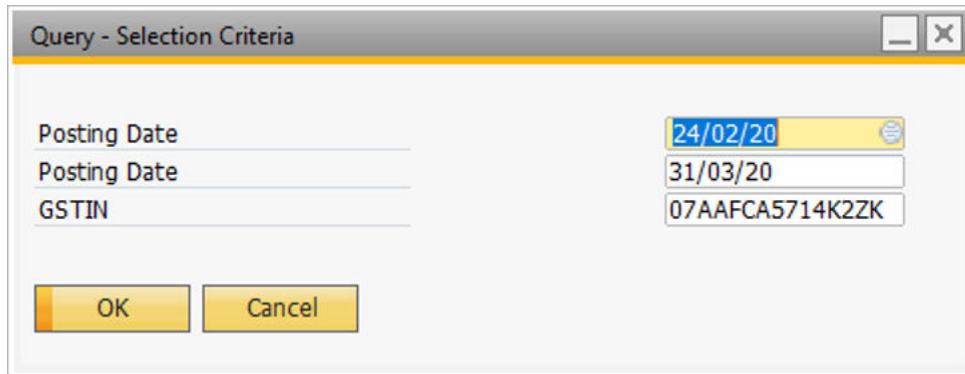 Query - Selection Criteria
Posting Date 24/02/20
Posting Date 31/03/20
GSTIN 07AAFCA5714K2ZK
OK Cancel